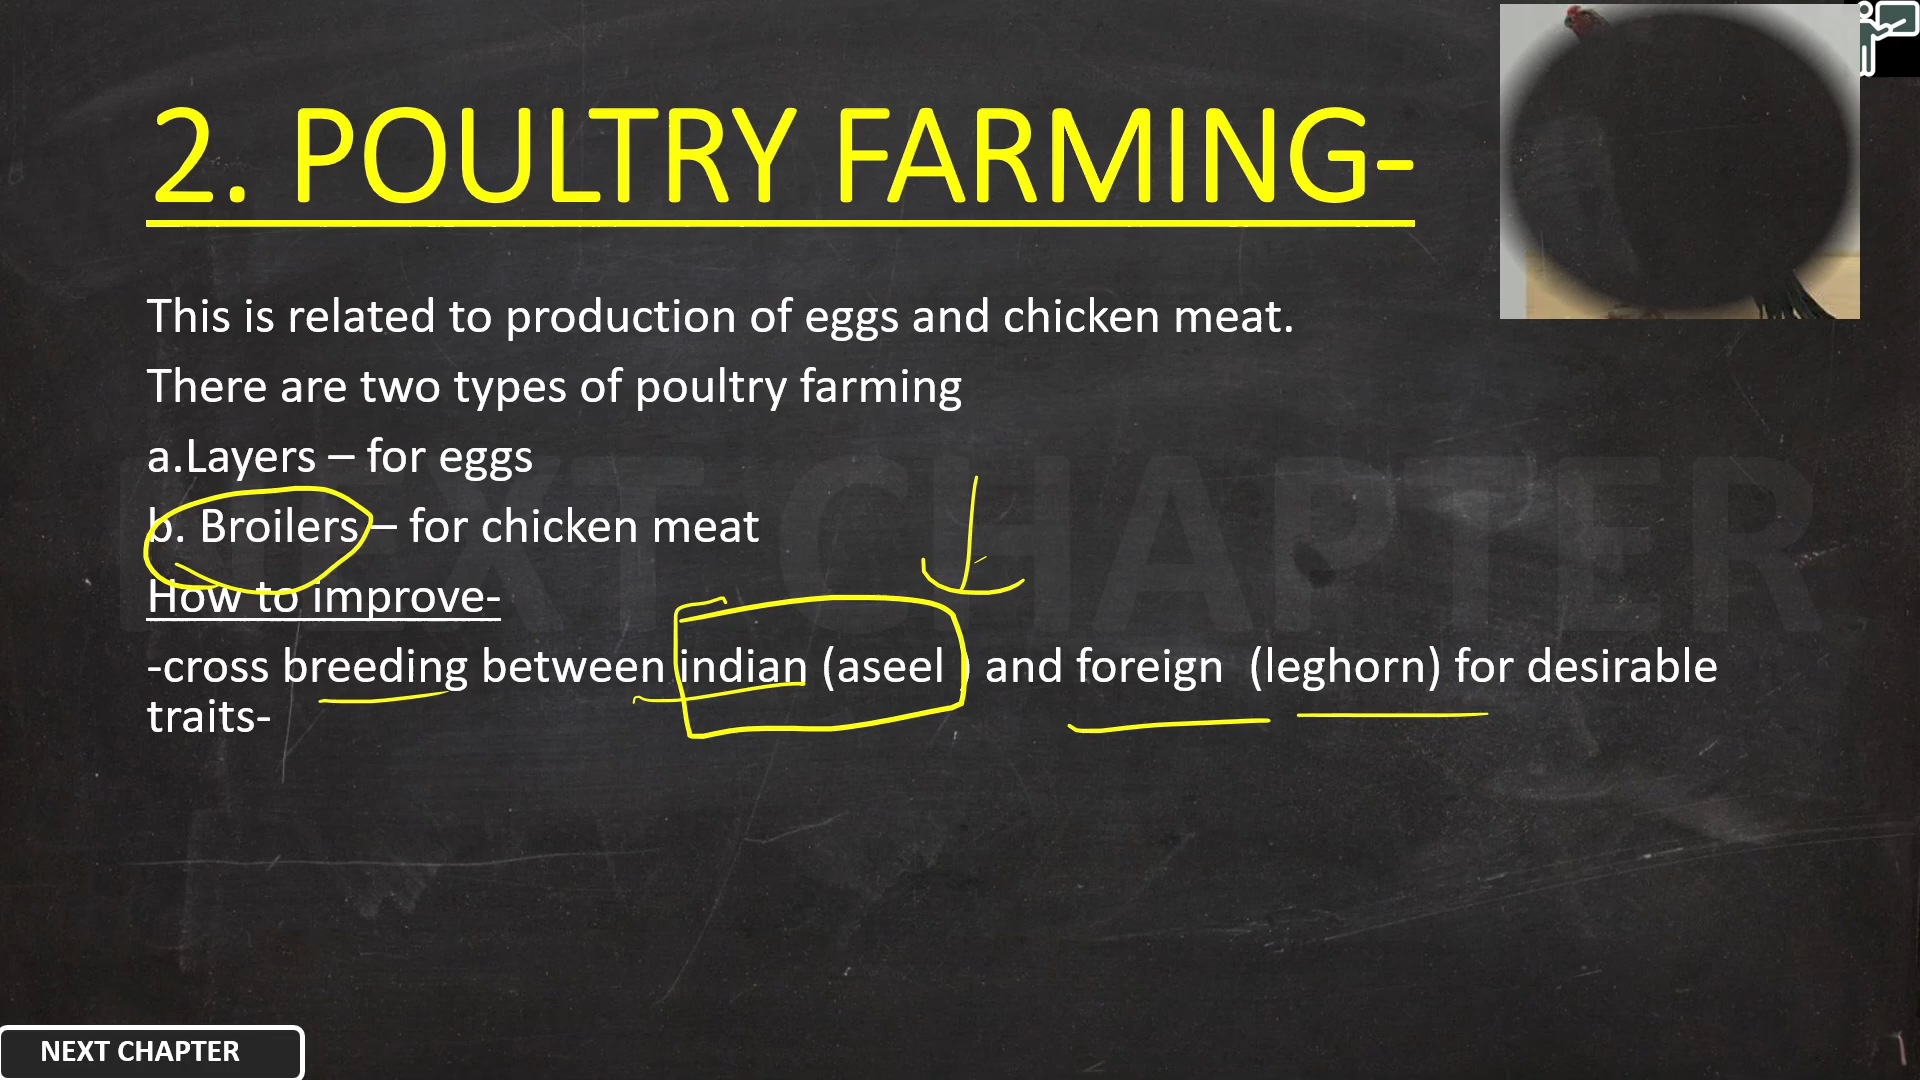 2. POULTRY FARMING-
This is related to production of eggs and chicken meat.
There are two types of poultry farming
a.Layers – for eggs
b. Broilers – for chicken meat
How to improve-
-cross breeding between indian (aseel ) and foreign (leghorn) for desirable
traits-
NEXT CHAPTER
NEXT CHAPTER